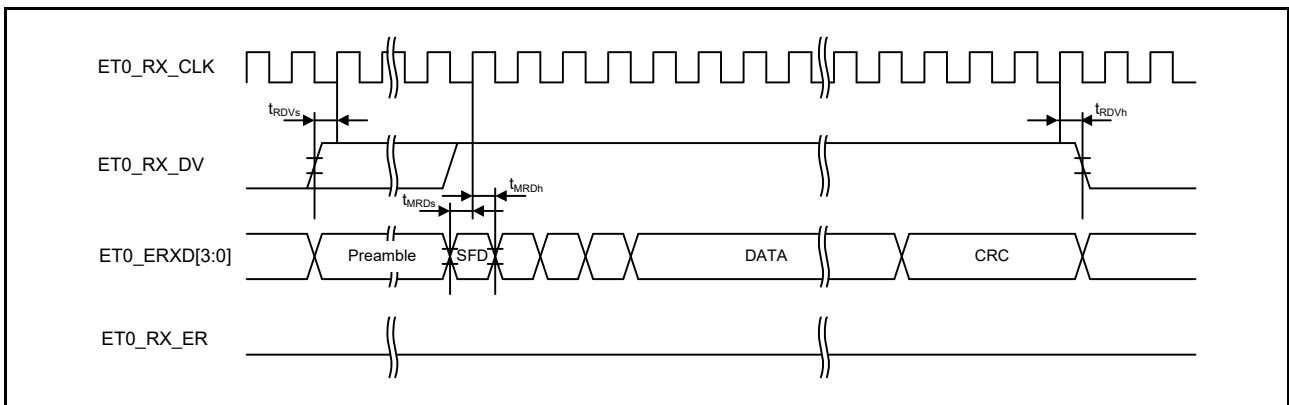 ET0_RX_CLK
tRDVs
tRDVh
ET0_RX_DV
tMRDh
tMRDs
ET0_ERXD[3:0]
Preamble
SFD
DATA
CRC
ET0_RX_ER